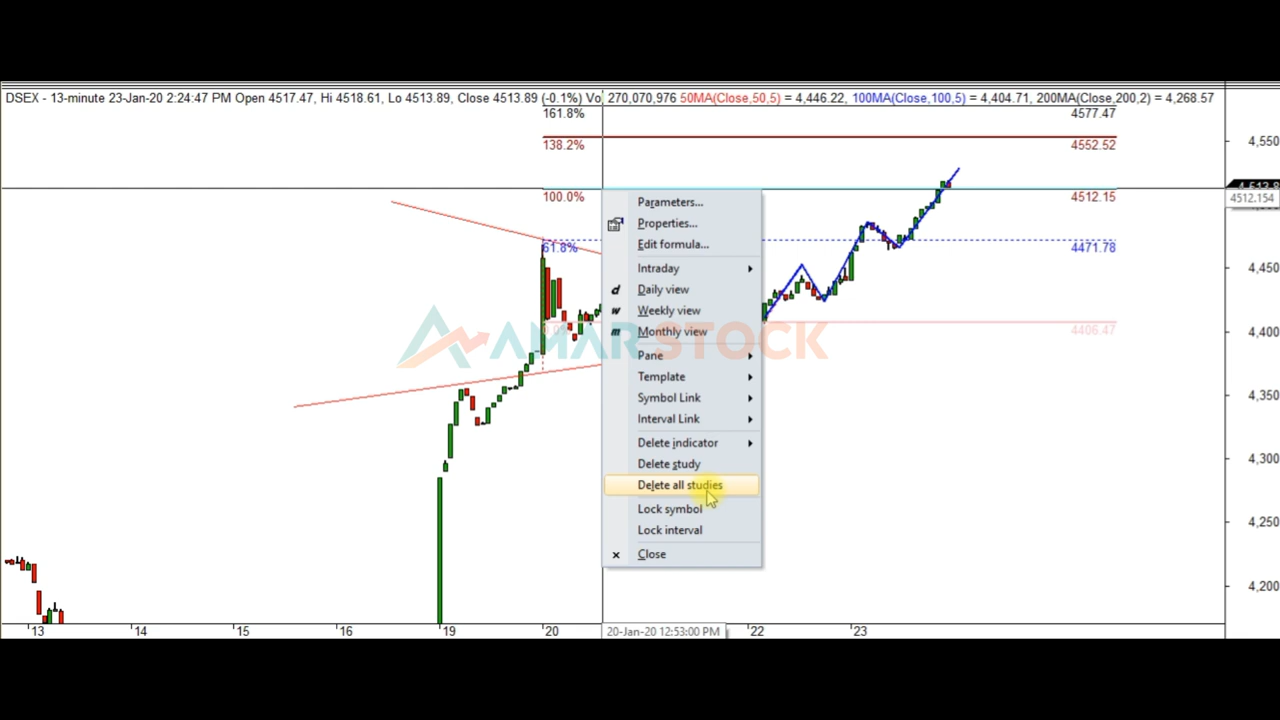 DSEX - 13-minute 23-Jan-20 2:24:47 PM Open 4517.47, Hi 4518.61, Lo 4513.89, Close 4513.89 (-0.1%) Vo 270,070,976 50MA(Close,50,5) = 4,446.22, 100MA(Close,100,5) = 4,404.71, 200MA(Close,200,2) = 4,268.57
161.8% 4577.47
138.2% 4552.52
4,550
100.0% 4512.15
4512.154
61.8% 4471.78
4,450
4406.47
4,400
4,350
4,300
4,250
4,200
Parameters...
Properties...
Edit formula...
Intraday
d Daily view
w Weekly view
m Monthly view
Pane
Template
Symbol Link
Interval Link
Delete indicator
Delete study
Delete all studies
Lock symbol
Lock interval
x Close
AMARSTOCK
13 14 15 16 19 20 20-Jan-20 12:53:00 PM 22 23